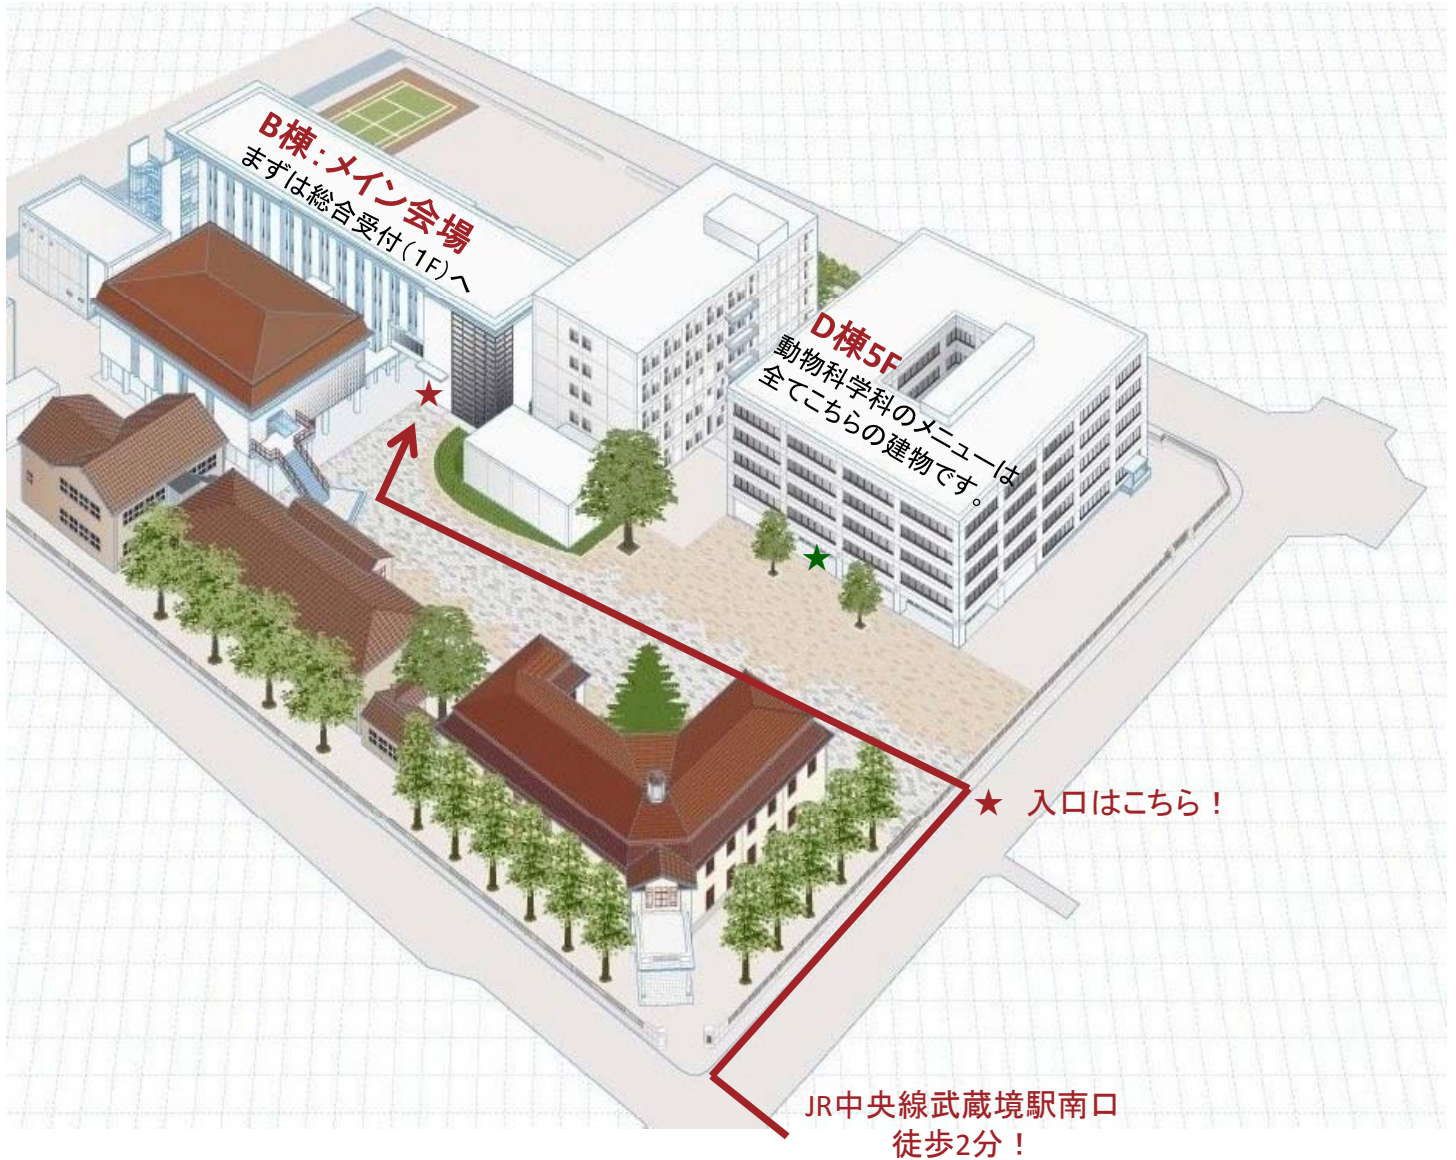 B棟：メイン会場
まずは総合受付（1F）へ
D棟5F
動物科学科のメニューは
全てこちらの建物です。
★ 入口はこちら！
JR中央線武蔵境駅南口
徒歩2分！